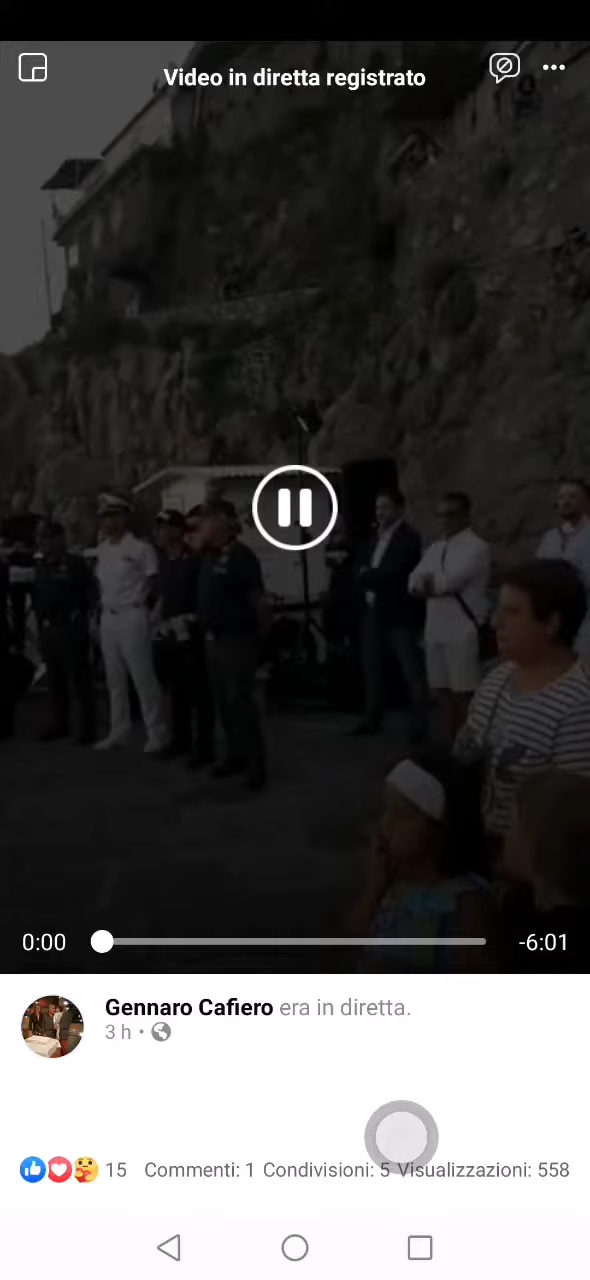 Video in diretta registrato
0:00
-6:01
Gennaro Cafiero era in diretta.
3 h •
15 Commenti: 1 Condivisioni: 5 Visualizzazioni: 558